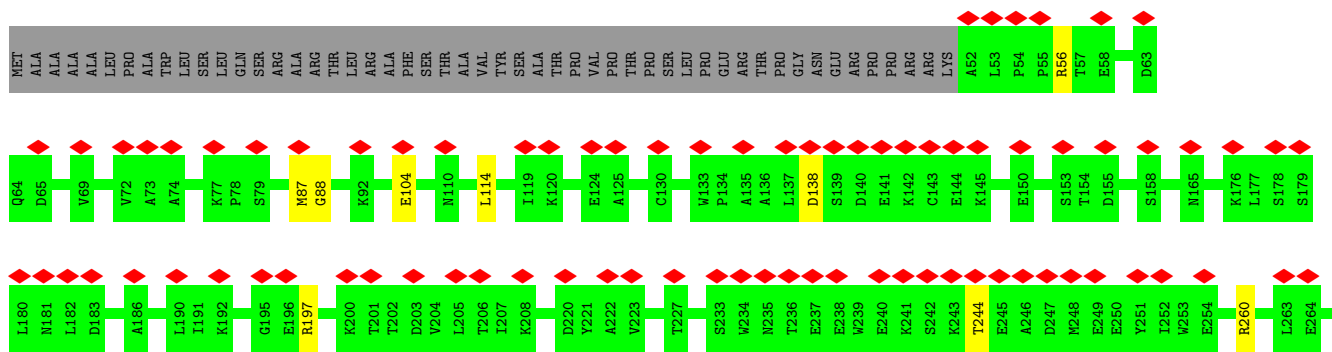 MET ALA ALA ALA ALA ALA LEU PRO ALA TRP LEU SER LEU GLN SER ARG ALA ARG THR LEU ARG ALA PHE SER THR ALA VAL TYR SER ALA THR PRO VAL PRO THR PRO SER LEU PRO GLU ARG THR PRO GLY ASN GLU ARG PRO PRO ARG ARG LYS A52 L53 P54 P55 R56 T57 E58 D63
Q64 D65 V69 V72 A73 A74 K77 P78 S79 M87 G88 K92 E104 N110 L114 I119 K120 E124 A125 C130 W133 P134 A135 A136 L137 D138 S139 D140 E141 K142 C143 E144 K145 E150 S153 T154 D155 S158 N165 K176 L177 S178 S179
L180 N181 L182 D183 A186 L190 I191 K192 G195 E196 R197 K200 T201 T202 D203 V204 L205 T206 I207 K208 D220 Y221 A222 V223 T227 S233 W234 N235 T236 E237 E238 W239 E240 K241 S242 K243 T244 E245 A246 D247 M248 E249 E250 Y251 I252 W253 E254 R260 L263 E264